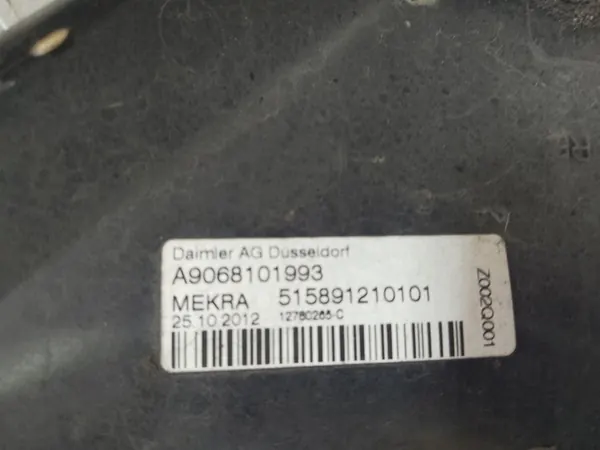 Daimler AG Düsseldorf
A9068101993
MEKRA 515891210101
25.10.2012 12780265-C
Z002Q001